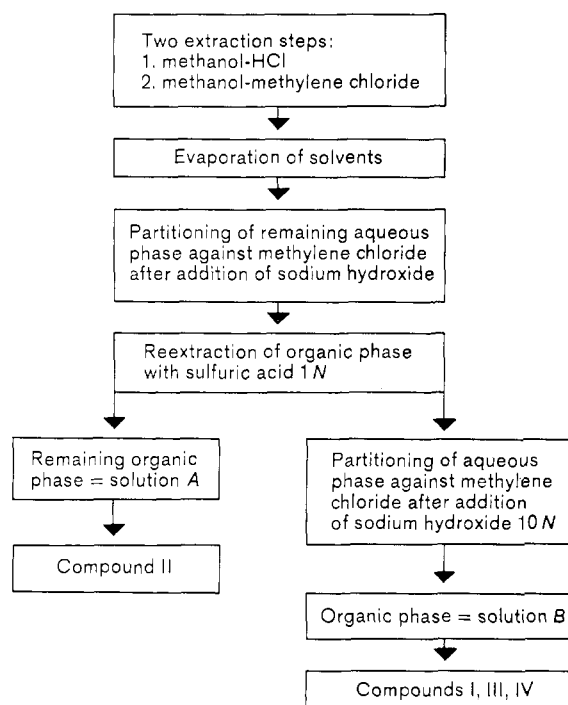 Two extraction steps:
1. methanol-HCl
2. methanol-methylene chloride
Evaporation of solvents
Partitioning of remaining aqueous
phase against methylene chloride
after addition of sodium hydroxide
Reextraction of organic phase
with sulfuric acid 1 N
Remaining organic
phase = solution A
Compound II
Partitioning of aqueous
phase against methylene
chloride after addition
of sodium hydroxide 10 N
Organic phase = solution B
Compounds I, III, IV